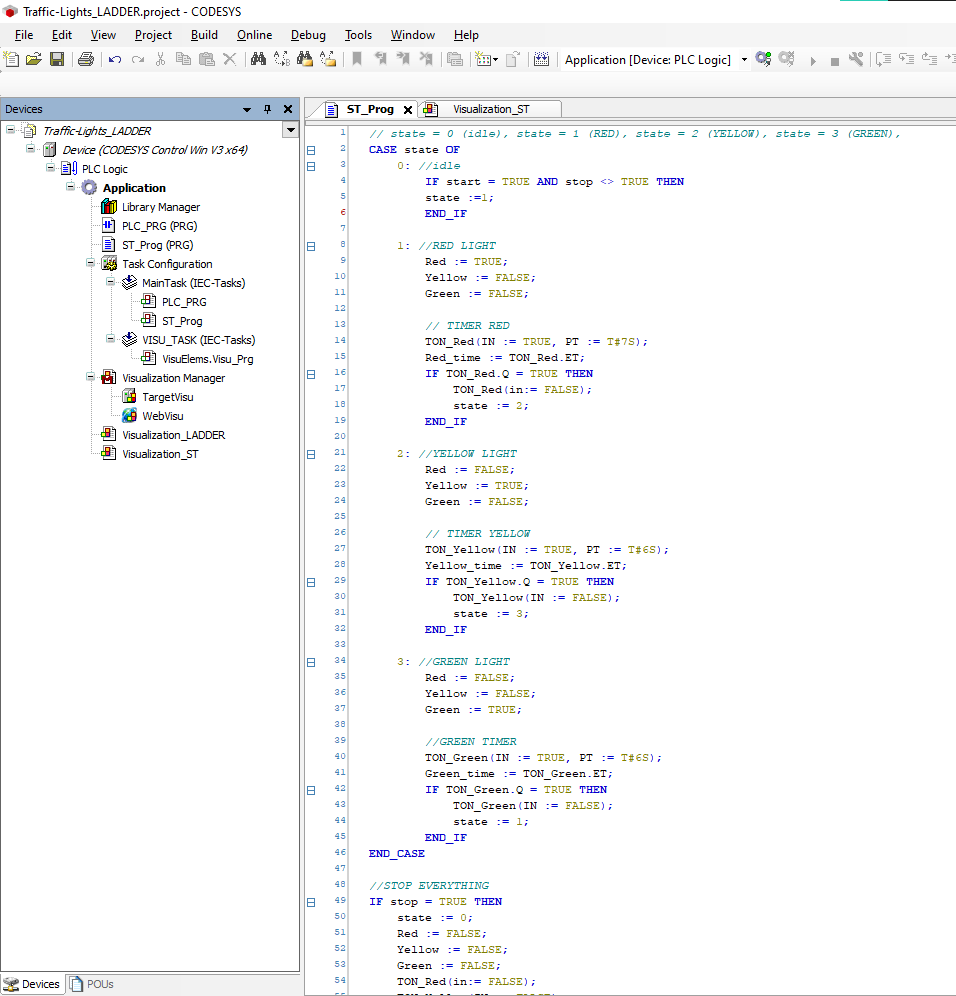 Traffic-Lights_LADDER.project - CODESYS
File Edit View Project Build Online Debug Tools Window Help
Application [Device: PLC Logic]
Devices
Traffic-Lights_LADDER
Device (CODESYS Control Win V3 x64)
PLC Logic
Application
Library Manager
PLC_PRG (PRG)
ST_Prog (PRG)
Task Configuration
MainTask (IEC-Tasks)
PLC_PRG
ST_Prog
VISU_TASK (IEC-Tasks)
VisuElems.Visu_Prg
Visualization Manager
TargetVisu
WebVisu
Visualization_LADDER
Visualization_ST
Devices POUs
ST_Prog Visualization_ST
1 // state = 0 (idle), state = 1 (RED), state = 2 (YELLOW), state = 3 (GREEN),
2 CASE state OF
3 0: //idle
4 IF start = TRUE AND stop <> TRUE THEN
5 state :=1;
6 END_IF
7
8 1: //RED LIGHT
9 Red := TRUE;
10 Yellow := FALSE;
11 Green := FALSE;
12
13 // TIMER RED
14 TON_Red(IN := TRUE, PT := T#7S);
15 Red_time := TON_Red.ET;
16 IF TON_Red.Q = TRUE THEN
17 TON_Red(in:= FALSE);
18 state := 2;
19 END_IF
20
21 2: //YELLOW LIGHT
22 Red := FALSE;
23 Yellow := TRUE;
24 Green := FALSE;
25
26 // TIMER YELLOW
27 TON_Yellow(IN := TRUE, PT := T#6S);
28 Yellow_time := TON_Yellow.ET;
29 IF TON_Yellow.Q = TRUE THEN
30 TON_Yellow(IN := FALSE);
31 state := 3;
32 END_IF
33
34 3: //GREEN LIGHT
35 Red := FALSE;
36 Yellow := FALSE;
37 Green := TRUE;
38
39 //GREEN TIMER
40 TON_Green(IN := TRUE, PT := T#6S);
41 Green_time := TON_Green.ET;
42 IF TON_Green.Q = TRUE THEN
43 TON_Green(IN := FALSE);
44 state := 1;
45 END_IF
46 END_CASE
47
48 //STOP EVERYTHING
49 IF stop = TRUE THEN
50 state := 0;
51 Red := FALSE;
52 Yellow := FALSE;
53 Green := FALSE;
54 TON_Red(in:= FALSE);